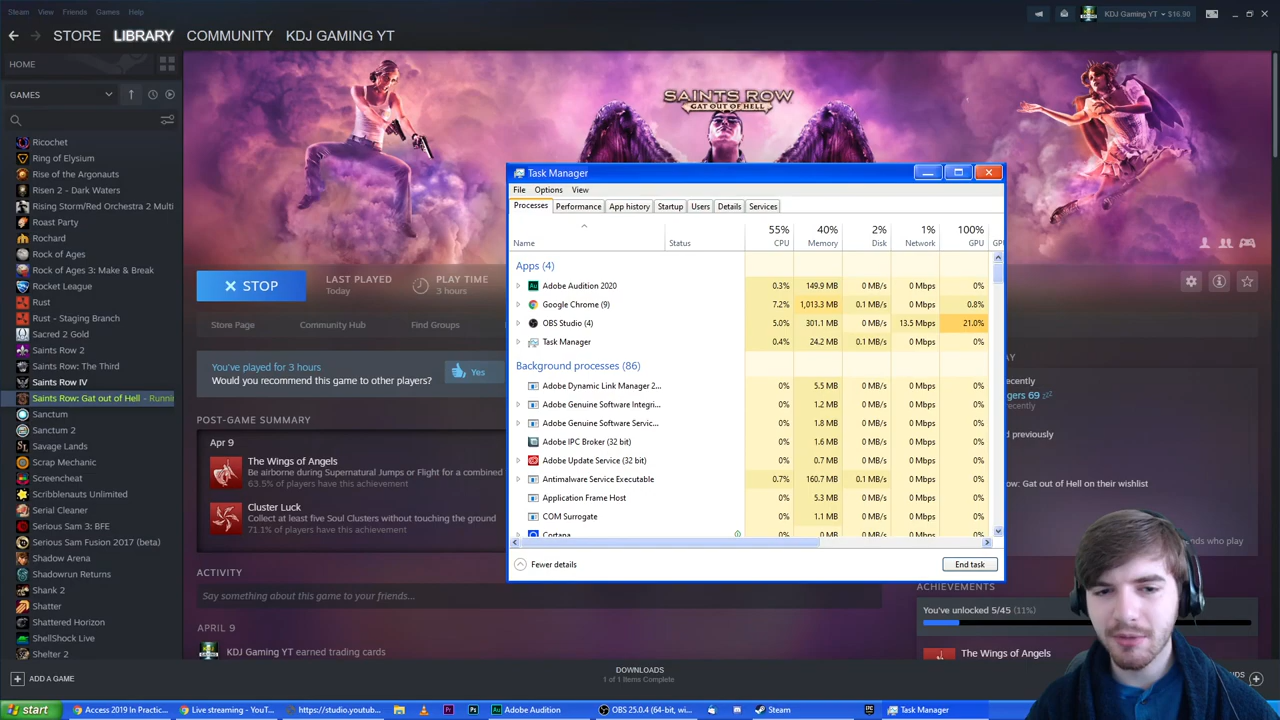 Steam View Friends Games Help
KDJ Gaming YT $16.90
STORE LIBRARY COMMUNITY KDJ GAMING YT
HOME
GAMES
Ricochet
Ring of Elysium
Rise of the Argonauts
Risen 2 - Dark Waters
Rising Storm/Red Orchestra 2 Multi
Roast Party
Rochard
Rock of Ages
Rock of Ages 3: Make & Break
Rocket League
Rust
Rust - Staging Branch
Sacred 2 Gold
Saints Row 2
Saints Row: The Third
Saints Row IV
Saints Row: Gat out of Hell - Runnin
Sanctum
Sanctum 2
Savage Lands
Scrap Mechanic
Screencheat
Scribblenauts Unlimited
Serial Cleaner
Serious Sam 3: BFE
Serious Sam Fusion 2017 (beta)
Shadow Arena
Shadowrun Returns
Shank 2
Shatter
Shattered Horizon
ShellShock Live
Shelter 2
ADD A GAME
SAINTS ROW
GAT OUT OF HELL
STOP
LAST PLAYED
Today
PLAY TIME
3 hours
Store Page Community Hub Find Groups
You've played for 3 hours
Would you recommend this game to other players?
Yes
POST-GAME SUMMARY
Apr 9
The Wings of Angels
Be airborne during Supernatural Jumps or Flight for a combined
63.5% of players have this achievement
Cluster Luck
Collect at least five Soul Clusters without touching the ground
71.1% of players have this achievement
ACTIVITY
Say something about this game to your friends...
APRIL 9
KDJ Gaming YT earned trading cards
Task Manager
File Options View
Processes Performance App history Startup Users Details Services
55% 40% 2% 1% 100%
Name Status CPU Memory Disk Network GPU GPU
Apps (4)
Adobe Audition 2020 0.3% 149.9 MB 0 MB/s 0 Mbps 0%
Google Chrome (9) 7.2% 1,013.3 MB 0.1 MB/s 0 Mbps 0.8%
OBS Studio (4) 5.0% 301.1 MB 0 MB/s 13.5 Mbps 21.0%
Task Manager 0.4% 24.2 MB 0.1 MB/s 0 Mbps 0%
Background processes (86)
Adobe Dynamic Link Manager 2... 0% 5.5 MB 0 MB/s 0 Mbps 0%
Adobe Genuine Software Integri... 0% 1.2 MB 0 MB/s 0 Mbps 0%
Adobe Genuine Software Servic... 0% 1.8 MB 0 MB/s 0 Mbps 0%
Adobe IPC Broker (32 bit) 0% 1.6 MB 0 MB/s 0 Mbps 0%
Adobe Update Service (32 bit) 0% 0.7 MB 0 MB/s 0 Mbps 0%
Antimalware Service Executable 0.7% 160.7 MB 0.1 MB/s 0 Mbps 0%
Application Frame Host 0% 5.3 MB 0 MB/s 0 Mbps 0%
COM Surrogate 0% 1.1 MB 0 MB/s 0 Mbps 0%
Cortana
Fewer details
End task
recently
recently
d previously
ow: Gat out of Hell on their wishlist
nds who play
ACHIEVEMENTS
You've unlocked 5/45 (11%)
The Wings of Angels
DOWNLOADS
1 of 1 Items Complete
start
Access 2019 In Practic...
Live streaming - YouT...
https://studio.youtub...
Adobe Audition
OBS 25.0.4 (64-bit, wi...
Steam
Task Manager